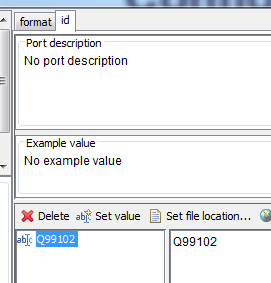 format id
Port description
No port description
Example value
No example value
Delete Set value Set file location...
Q99102 Q99102